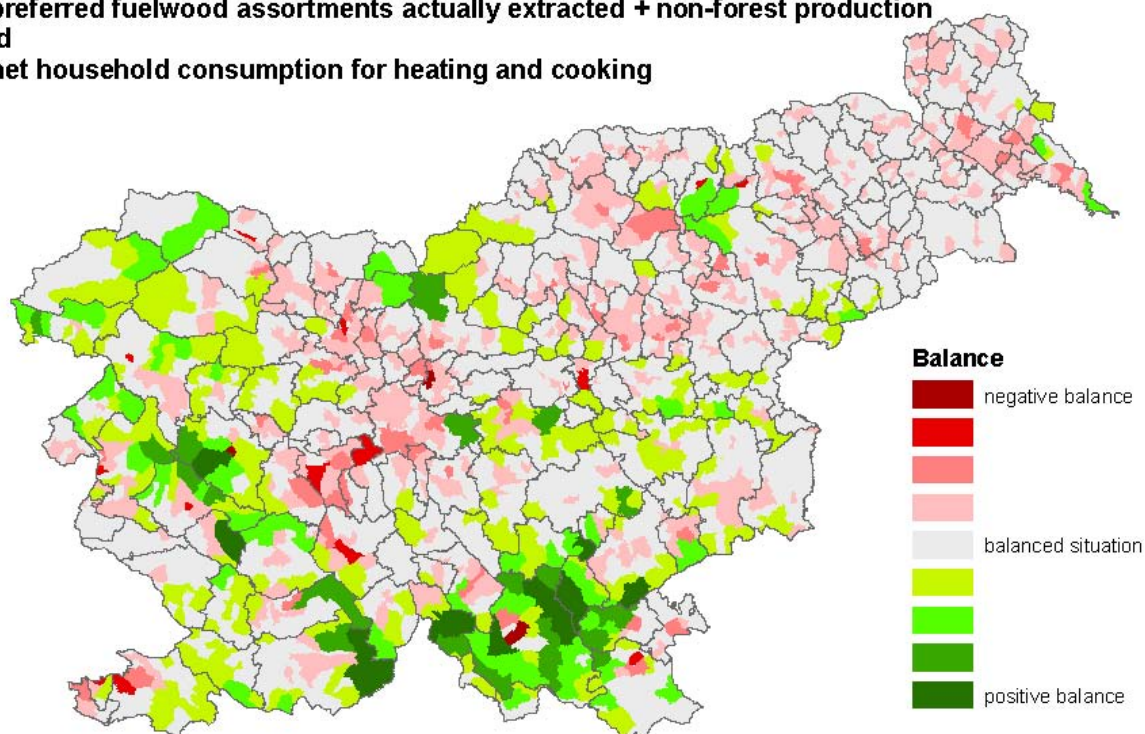 preferred fuelwood assortments actually extracted + non-forest production
d
net household consumption for heating and cooking
Balance
negative balance
balanced situation
positive balance